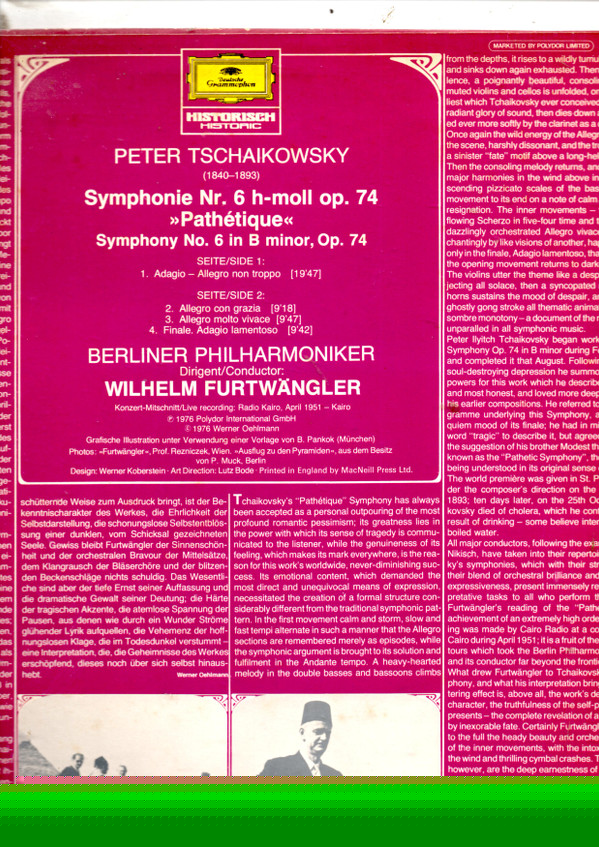 MARKETED BY POLYDOR LIMITED
Deutsche
Grammophon
HISTORISCH
HISTORIC
PETER TSCHAIKOWSKY
(1840–1893)
Symphonie Nr. 6 h-moll op. 74
»Pathétique«
Symphony No. 6 in B minor, Op. 74
SEITE/SIDE 1:
1. Adagio – Allegro non troppo [19'47]
SEITE/SIDE 2:
2. Allegro con grazia [9'18]
3. Allegro molto vivace [9'47]
4. Finale. Adagio lamentoso [9'42]
BERLINER PHILHARMONIKER
Dirigent/Conductor:
WILHELM FURTWÄNGLER
Konzert-Mitschnitt/Live recording: Radio Kairo, April 1951 – Kairo
℗ 1976 Polydor International GmbH
© 1976 Werner Oehlmann
Grafische Illustration unter Verwendung einer Vorlage von B. Pankok (München)
Photos: »Furtwängler«, Prof. Rezniczek, Wien. »Ausflug zu den Pyramiden«, aus dem Besitz
von P. Muck, Berlin
Design: Werner Koberstein · Art Direction: Lutz Bode · Printed in England by MacNeill Press Ltd.
schütternde Weise zum Ausdruck bringt, ist der Be-
kenntnischarakter des Werkes, die Ehrlichkeit der
Selbstdarstellung, die schonungslose Selbstentblös-
sung einer dunklen, vom Schicksal gezeichneten
Seele. Gewiss bleibt Furtwängler der Sinnenschön-
heit und der orchestralen Bravour der Mittelsätze,
dem Klangrausch der Bläserchöre und der blitzen-
den Beckenschläge nichts schuldig. Das Wesentli-
che sind aber der tiefe Ernst seiner Auffassung und
die dramatische Gewalt seiner Deutung; die Härte
der tragischen Akzente, die atemlose Spannung der
Pausen, aus denen wie durch ein Wunder Ströme
glühender Lyrik aufquellen, die Vehemenz der hoff-
nungslosen Klage, die im Todesdunkel verstummt –
eine Interpretation, die, die Geheimnisse des Werkes
erschöpfend, dieses noch über sich selbst hinaus-
hebt.
Werner Oehlmann
Tchaikovsky's “Pathétique” Symphony has always
been accepted as a personal outpouring of the most
profound romantic pessimism; its greatness lies in
the power with which its sense of tragedy is commu-
nicated to the listener, while the genuineness of its
feeling, which makes its mark everywhere, is the rea-
son for this work's worldwide, never-diminishing suc-
cess. Its emotional content, which demanded the
most direct and unequivocal means of expression,
necessitated the creation of a formal structure con-
siderably different from the traditional symphonic pat-
tern. In the first movement calm and storm, slow and
fast tempi alternate in such a manner that the Allegro
sections are remembered merely as episodes, while
the symphonic argument is brought to its solution and
fulfilment in the Andante tempo. A heavy-hearted
melody in the double basses and bassoons climbs
from the depths, it rises to a wildly tumu
and sinks down again exhausted. Then
lence, a poignantly beautiful, consolin
muted violins and cellos is unfolded, on
liest which Tchaikovsky ever conceived
radiant glory of sound, then dies down a
ed ever more softly by the clarinet as a
Once again the wild energy of the Allegr
the scene, harshly dissonant, and the tr
a sinister “fate” motif above a long-hel
Then the consoling melody returns, and
major harmonies in the wind above in
scending pizzicato scales of the bas
movement to its end on a note of calm
resignation. The inner movements –
flowing Scherzo in five-four time and t
dazzlingly orchestrated Allegro vivac
chantingly by like visions of another, hap
only in the finale, Adagio lamentoso, tha
the opening movement returns to dark
The violins utter the theme like a desp
jecting all solace, then a syncopated
horns sustains the mood of despair, an
ghostly gong stroke all thematic anima
sombre monotony – a document of the r
unparalled in all symphonic music.
Peter Ilyitch Tchaikovsky began work
Symphony Op. 74 in B minor during F
and completed it that August. Followin
soul-destroying depression he summo
powers for this work which he describe
and most honest, and loved more deep
his earlier compositions. He referred to
gramme underlying this Symphony, a
quiem mood of its finale; he had in mi
word “tragic” to describe it, but agree
the suggestion of his brother Modest th
known as the “Pathetic Symphony”, the
being understood in its original sense
The world première was given in St. P
der the composer's direction on the
1893; ten days later, on the 25th Oc
kovsky died of cholera, which he con
result of drinking – some believe inten
boiled water.
All major conductors, following the exa
Nikisch, have taken into their repertoi
ky's symphonies, which with their str
their blend of orchestral brilliance and
expressiveness, present immensely re
pretative tasks to all who perform th
Furtwängler's reading of the “Pathe
achievement of an extremely high order
ing was made by Cairo Radio at a co
Cairo during April 1951; it is a fruit of the
tours which took the Berlin Philharmo
and its conductor far beyond the frontie
What drew Furtwängler to Tchaikovsk
phony, and what his interpretation bring
tering effect is, above all, the work's de
character, the truthfulness of the self-p
presents – the complete revelation of a
by inexorable fate. Certainly Furtwängl
to the full the heady beauty and orche
of the inner movements, with the intox
the wind and thrilling cymbal crashes. T
however, are the deep earnestness of